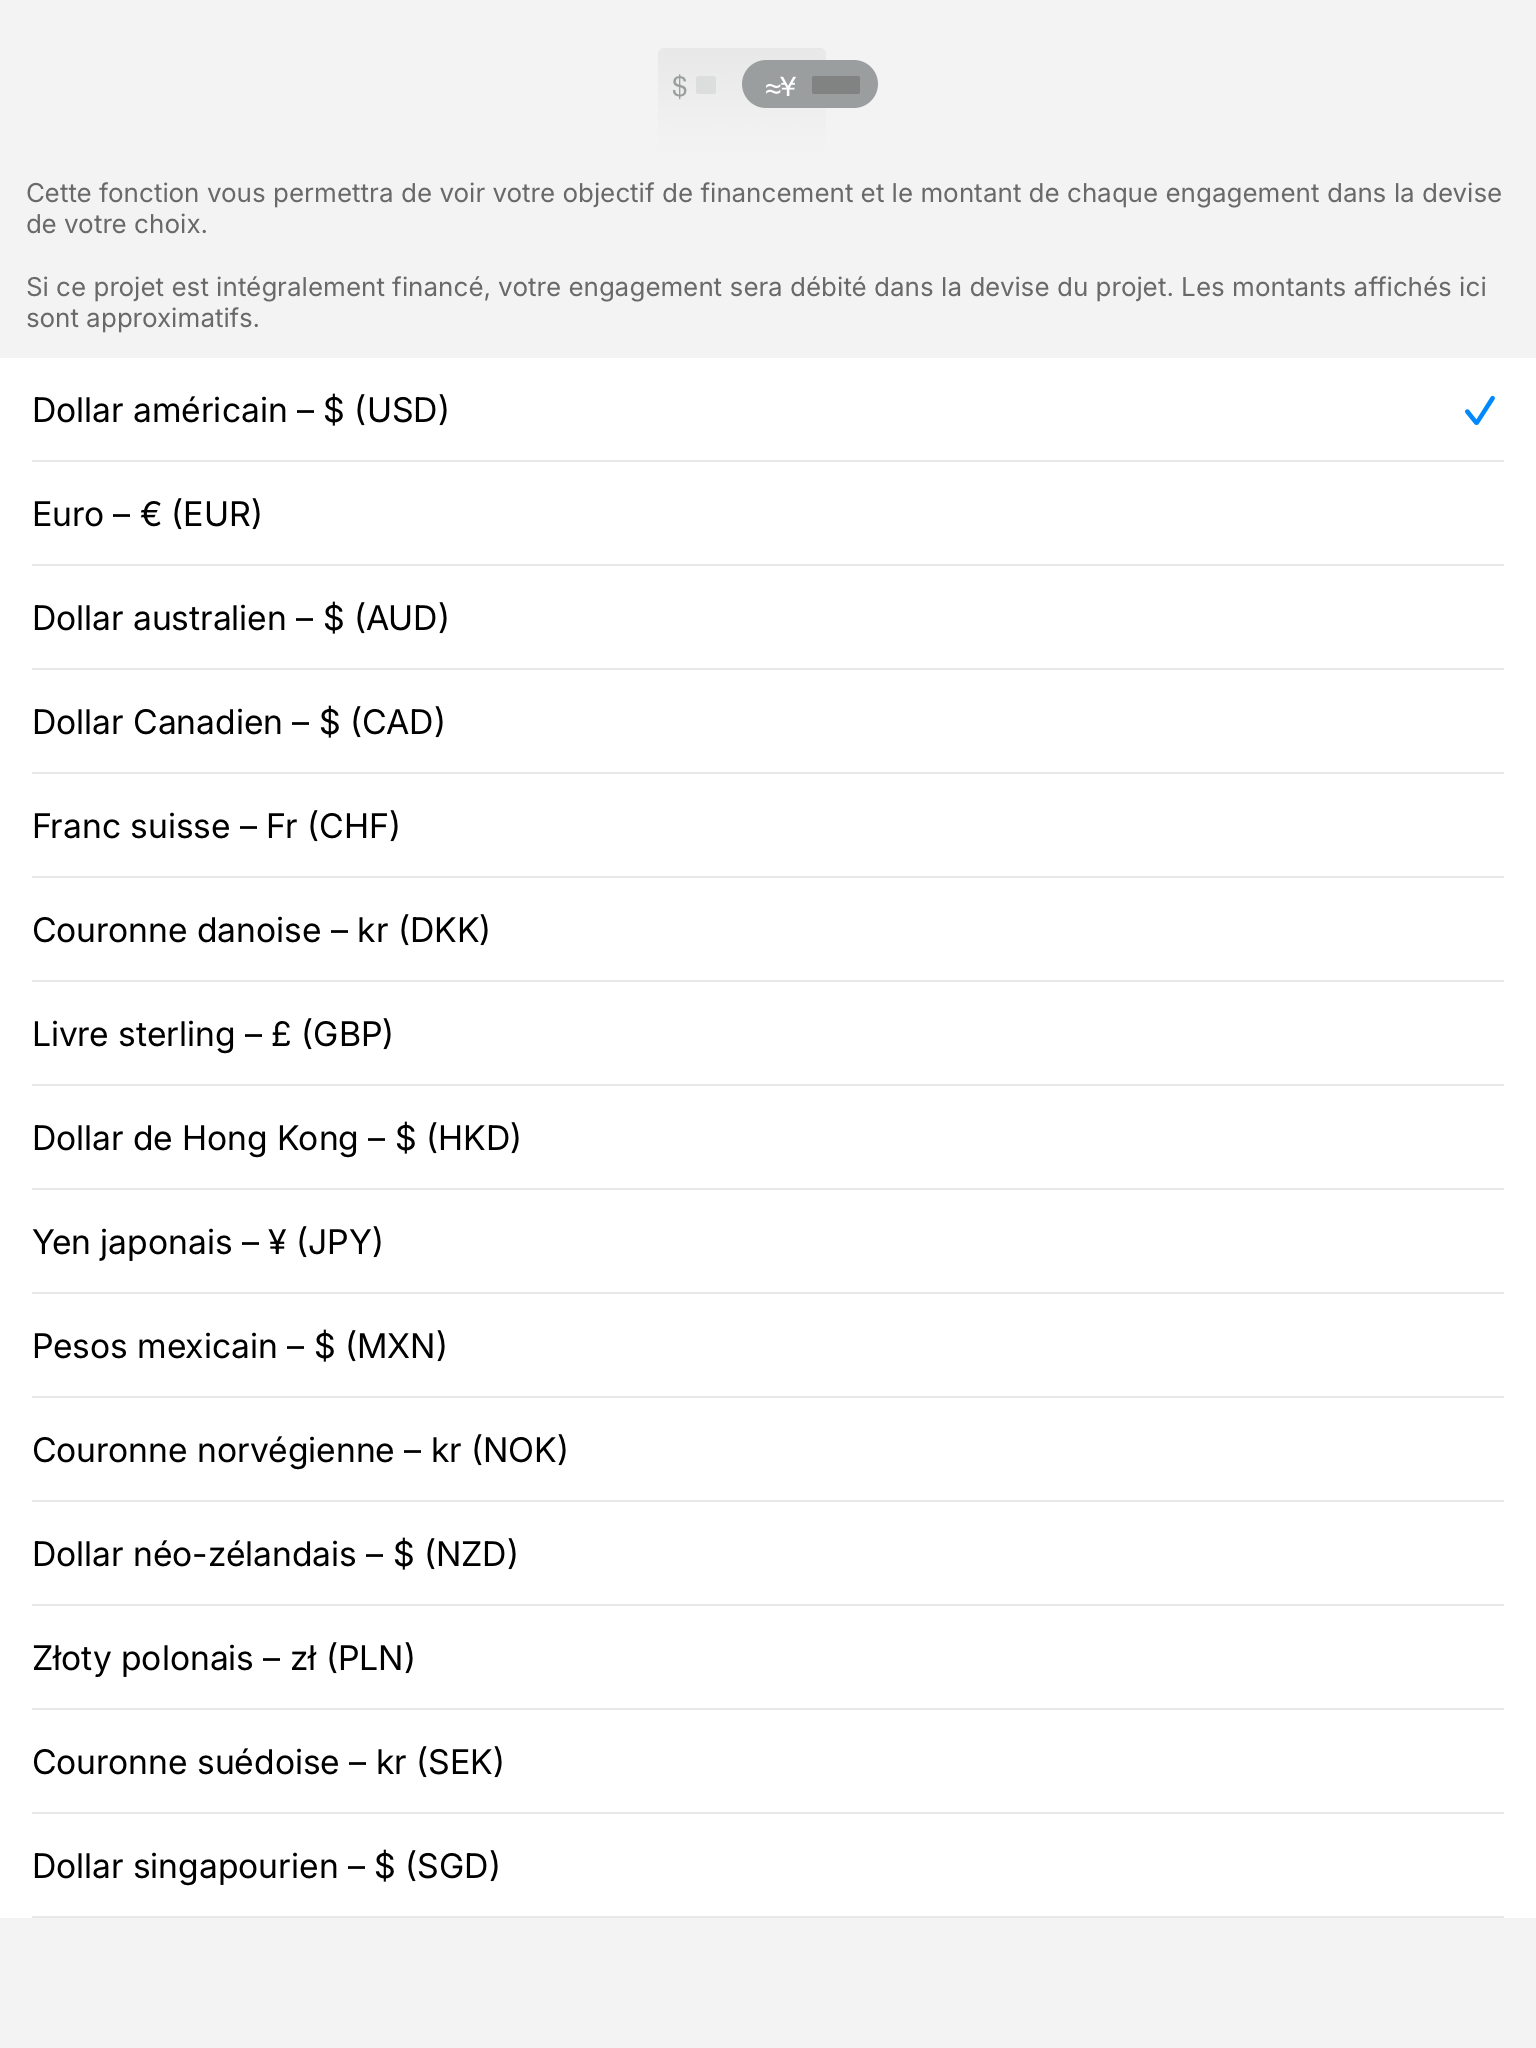 $ ≈¥
Cette fonction vous permettra de voir votre objectif de financement et le montant de chaque engagement dans la devise
de votre choix.
Si ce projet est intégralement financé, votre engagement sera débité dans la devise du projet. Les montants affichés ici
sont approximatifs.
Dollar américain – $ (USD)
Euro – € (EUR)
Dollar australien – $ (AUD)
Dollar Canadien – $ (CAD)
Franc suisse – Fr (CHF)
Couronne danoise – kr (DKK)
Livre sterling – £ (GBP)
Dollar de Hong Kong – $ (HKD)
Yen japonais – ¥ (JPY)
Pesos mexicain – $ (MXN)
Couronne norvégienne – kr (NOK)
Dollar néo-zélandais – $ (NZD)
Złoty polonais – zł (PLN)
Couronne suédoise – kr (SEK)
Dollar singapourien – $ (SGD)